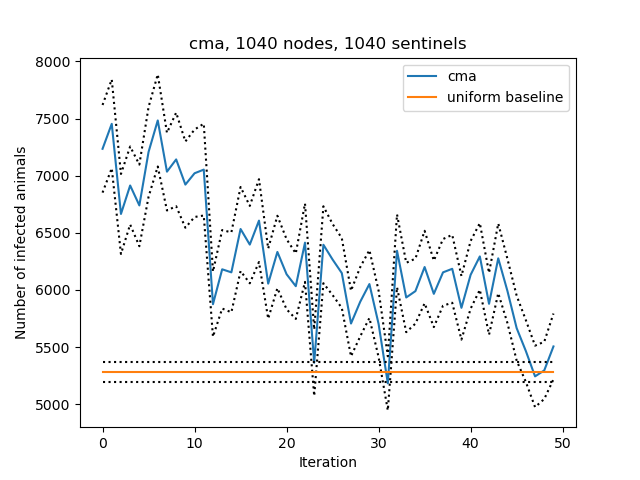 cma, 1040 nodes, 1040 sentinels
cma
uniform baseline
8000
7500
7000
6500
6000
5500
5000
Number of infected animals
0
10
20
30
40
50
Iteration